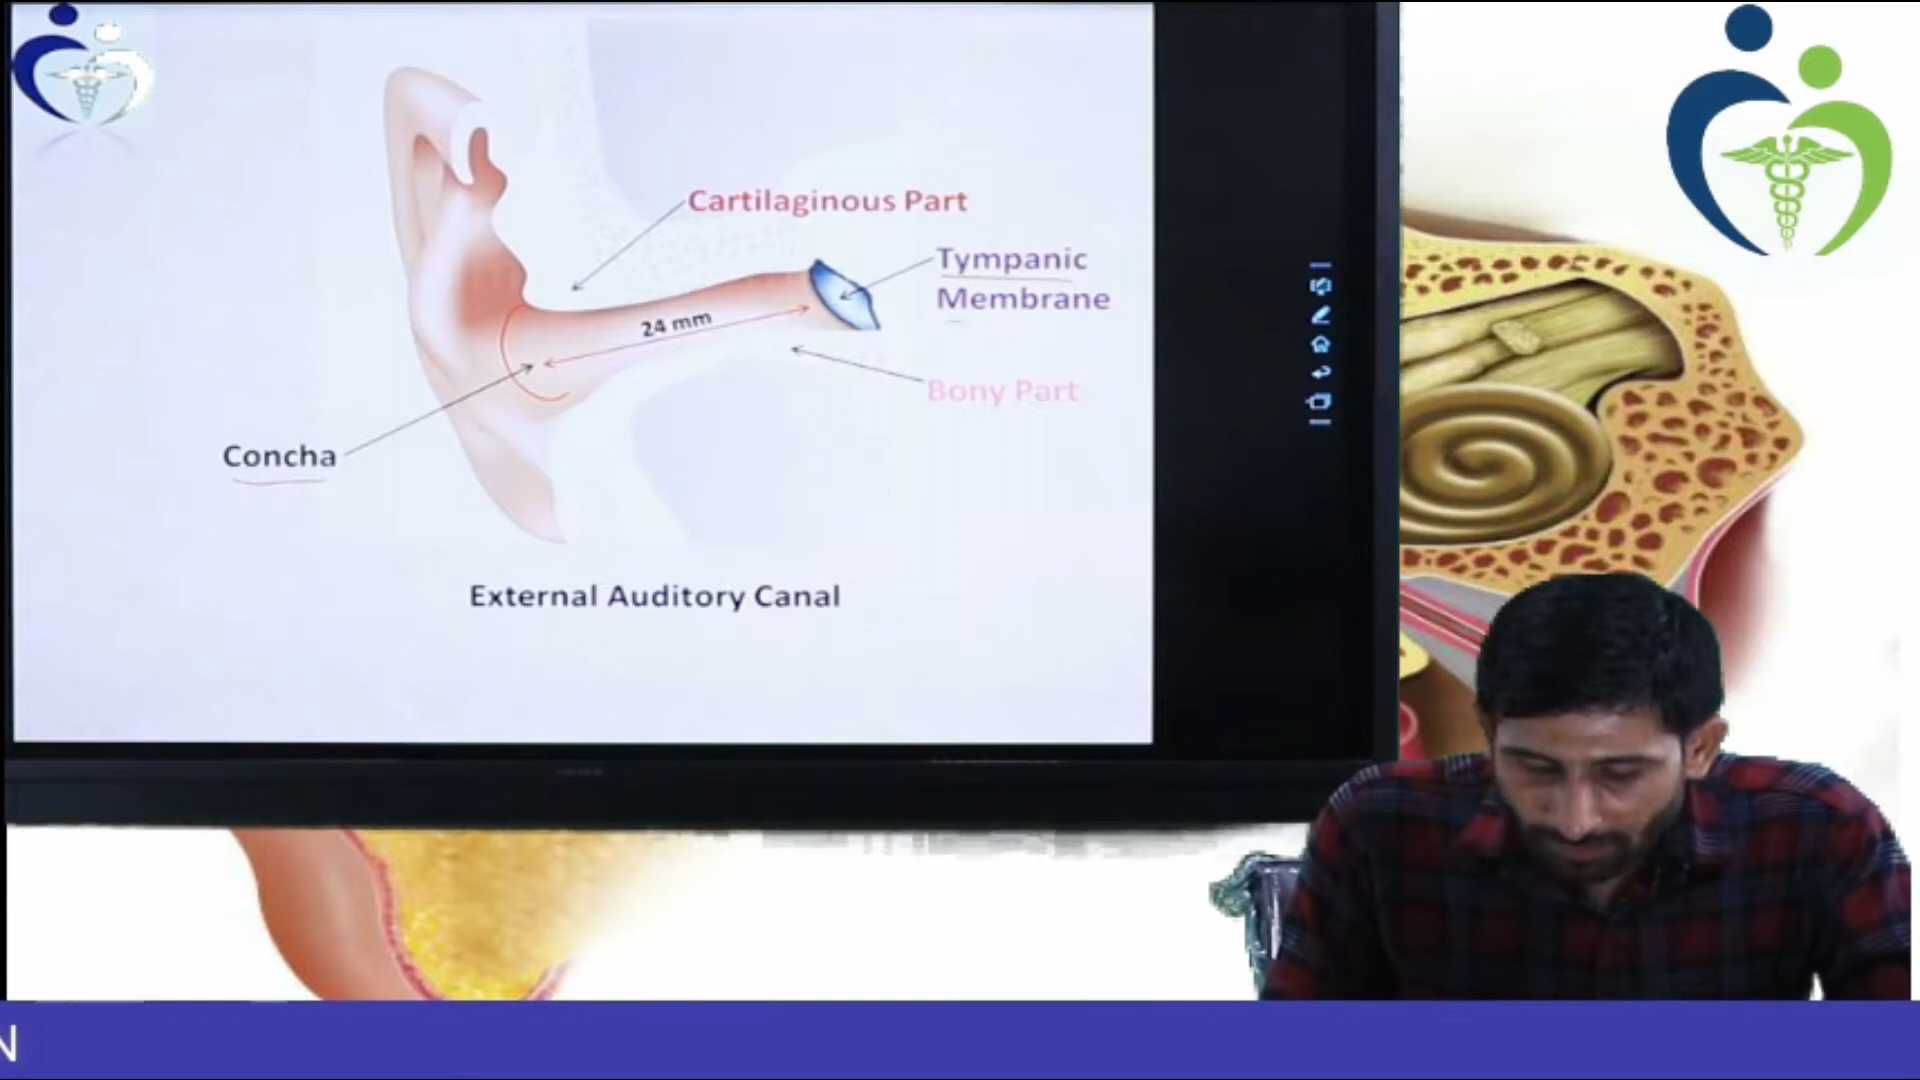 Cartilaginous Part
Tympanic
Membrane
24 mm
Bony Part
Concha
External Auditory Canal
N